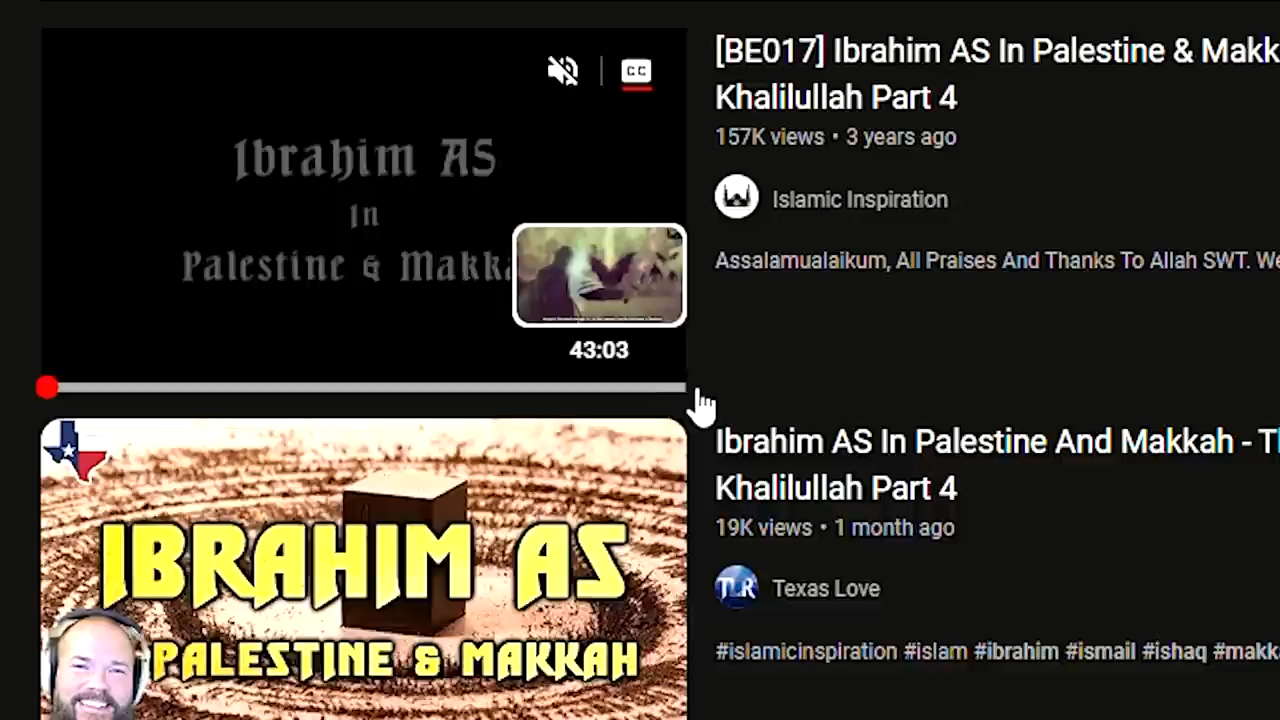 [BE017] Ibrahim AS In Palestine & Makk
Khalilullah Part 4
157K views • 3 years ago
Islamic Inspiration
Assalamualaikum, All Praises And Thanks To Allah SWT. We
CC
Ibrahim AS
In
Palestine & Makka
43:03
Ibrahim AS In Palestine And Makkah - Th
Khalilullah Part 4
19K views • 1 month ago
TLR Texas Love
#islamicinspiration #islam #ibrahim #ismail #ishaq #makka
IBRAHIM AS
PALESTINE & MAKKAH